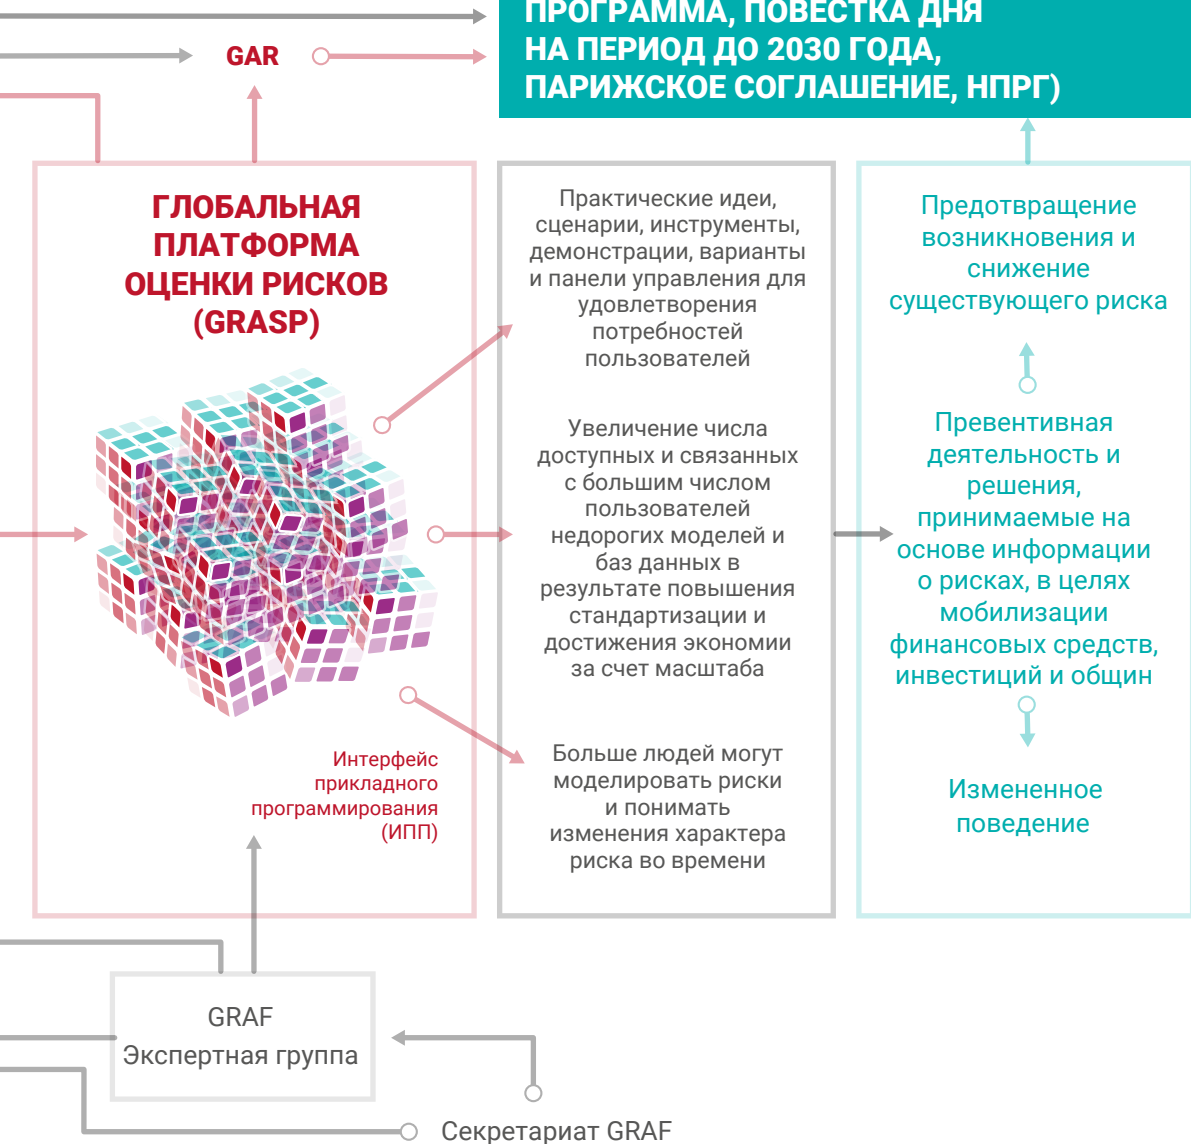 ПРОГРАММА, ПОВЕСТКА ДНЯ
НА ПЕРИОД ДО 2030 ГОДА,
ПАРИЖСКОЕ СОГЛАШЕНИЕ, НПРГ)
GAR
ГЛОБАЛЬНАЯ
ПЛАТФОРМА
ОЦЕНКИ РИСКОВ
(GRASP)
Интерфейс
прикладного
программирования
(ИПП)
Практические идеи,
сценарии, инструменты,
демонстрации, варианты
и панели управления для
удовлетворения
потребностей
пользователей
Увеличение числа
доступных и связанных
с большим числом
пользователей
недорогих моделей и
баз данных в
результате повышения
стандартизации и
достижения экономии
за счет масштаба
Больше людей могут
моделировать риски
и понимать
изменения характера
риска во времени
Предотвращение
возникновения и
снижение
существующего риска
Превентивная
деятельность и
решения,
принимаемые на
основе информации
о рисках, в целях
мобилизации
финансовых средств,
инвестиций и общин
Измененное
поведение
GRAF
Экспертная группа
Секретариат GRAF